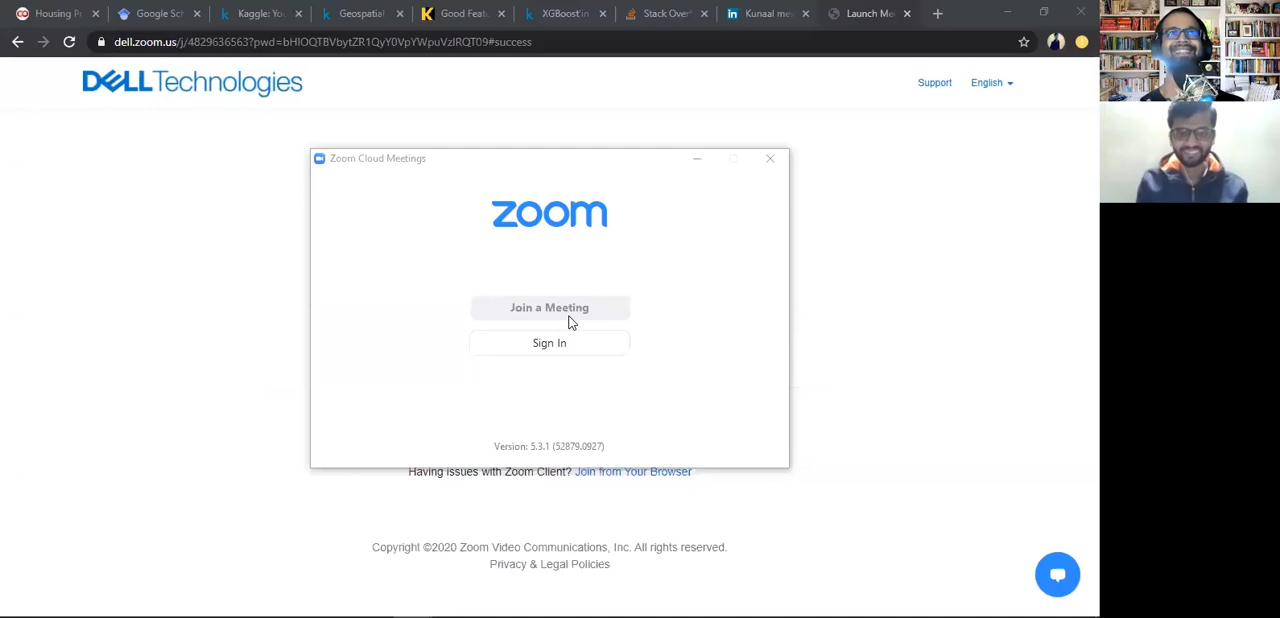 Housing P
Google Sch
Kaggle: You
Geospatial
Good Feat
XGBoost'in
Stack Over
Kunaal me
Launch Me
dell.zoom.us/j/4829636563?pwd=bHlOQTBVbytZR1QyY0VpYWpuVzlRQT09#success
DELLTechnologies
Support
English
Zoom Cloud Meetings
zoom
Join a Meeting
Sign In
Version: 5.3.1 (52879.0927)
Having issues with Zoom Client? Join from Your Browser
Copyright ©2020 Zoom Video Communications, Inc. All rights reserved.
Privacy & Legal Policies